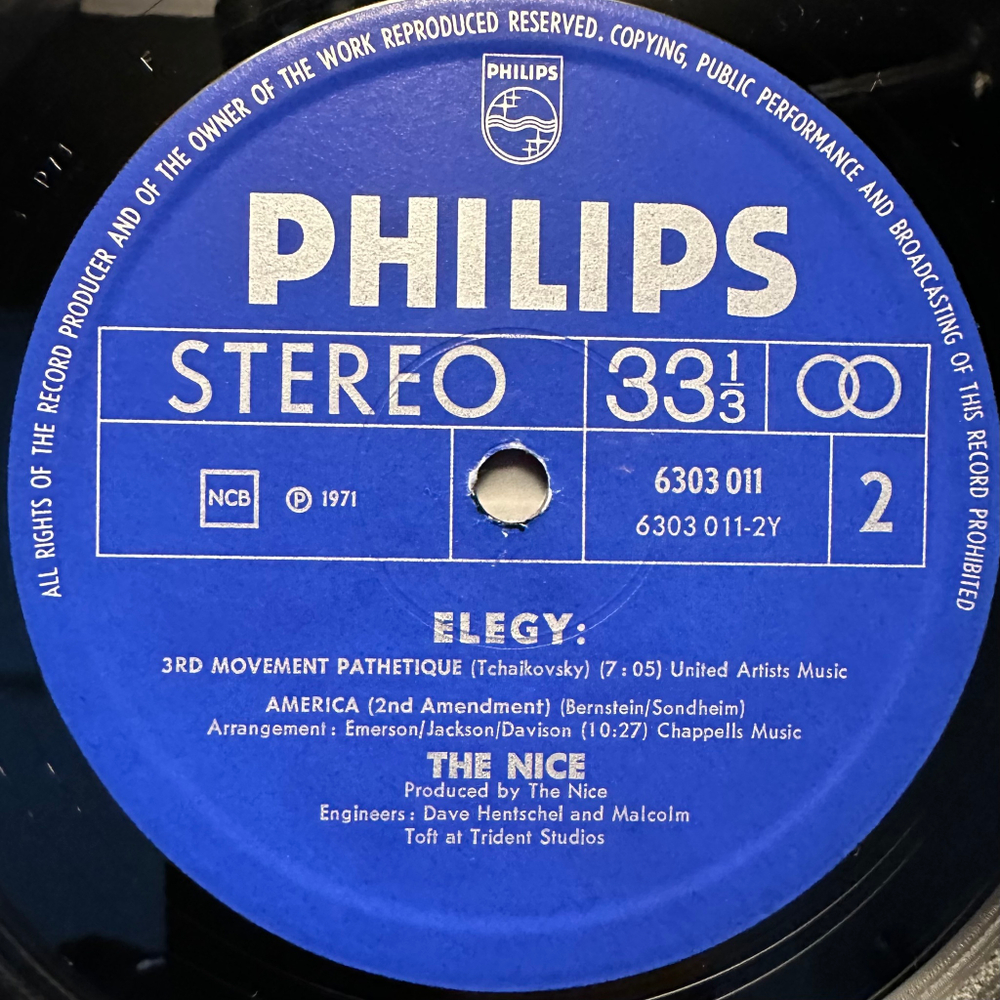 ALL RIGHTS OF THE RECORD PRODUCER AND OF THE OWNER OF THE WORK REPRODUCED RESERVED. COPYING, PUBLIC PERFORMANCE AND BROADCASTING OF THIS RECORD PROHIBITED
PHILIPS
PHILIPS
STEREO 33 1/3
NCB ℗ 1971 6303 011 2
6303 011-2Y
ELEGY:
3RD MOVEMENT PATHETIQUE (Tchaikovsky) (7:05) United Artists Music
AMERICA (2nd Amendment) (Bernstein/Sondheim)
Arrangement: Emerson/Jackson/Davison (10:27) Chappells Music
THE NICE
Produced by The Nice
Engineers: Dave Hentschel and Malcolm
Toft at Trident Studios